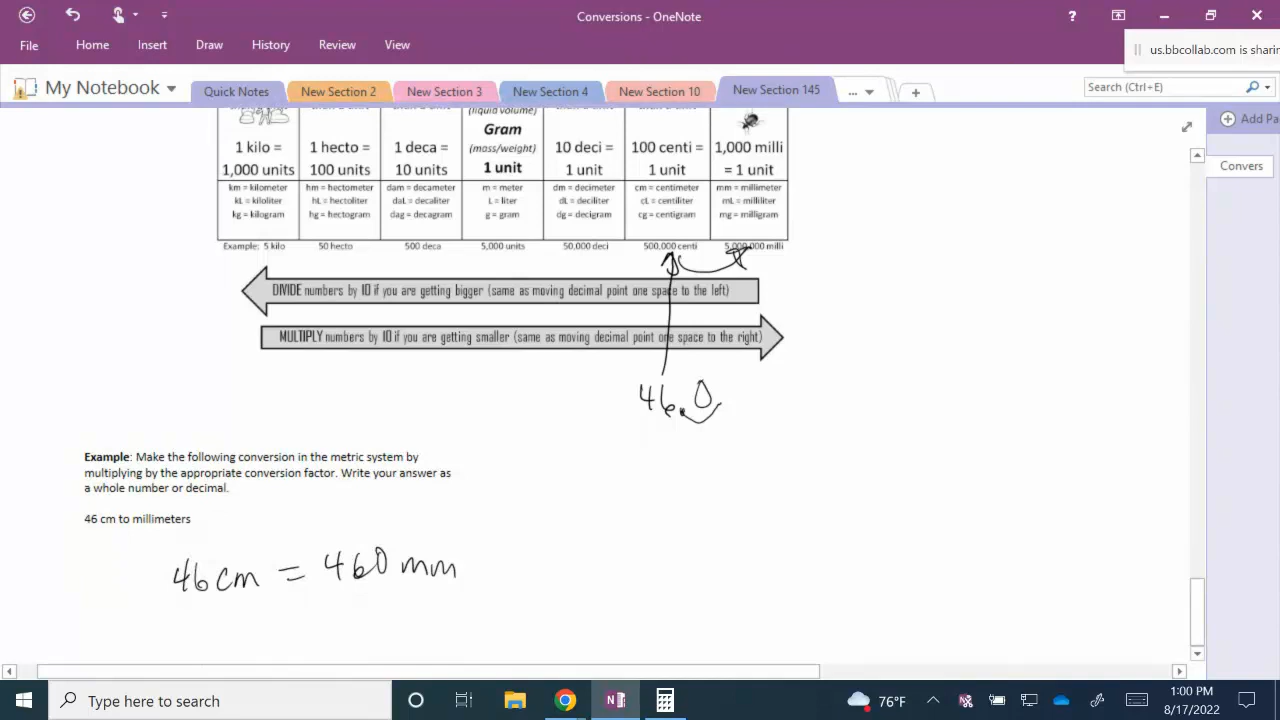 Conversions - OneNote
?
us.bbcollab.com is sharin
File Home Insert Draw History Review View
My Notebook Quick Notes New Section 2 New Section 3 New Section 4 New Section 10 New Section 145 ... + Search (Ctrl+E)
Add Pa
Convers
(liquid volume)
Gram
(mass/weight)
1 unit
1 kilo =
1,000 units
1 hecto =
100 units
1 deca =
10 units
10 deci =
1 unit
100 centi =
1 unit
1,000 milli
= 1 unit
km = kilometer hm = hectometer dam = decameter m = meter dm = decimeter cm = centimeter mm = millimeter
kL = kiloliter hL = hectoliter daL = decaliter L = liter dL = deciliter cL = centiliter mL = milliliter
kg = kilogram hg = hectogram dag = decagram g = gram dg = decigram cg = centigram mg = milligram
Example: 5 kilo 50 hecto 500 deca 5,000 units 50,000 deci 500,000 centi 5,000,000 milli
DIVIDE numbers by 10 if you are getting bigger (same as moving decimal point one space to the left)
MULTIPLY numbers by 10 if you are getting smaller (same as moving decimal point one space to the right)
46.0
Example: Make the following conversion in the metric system by
multiplying by the appropriate conversion factor. Write your answer as
a whole number or decimal.
46 cm to millimeters
46 cm = 460 mm
Type here to search
76°F
1:00 PM
8/17/2022